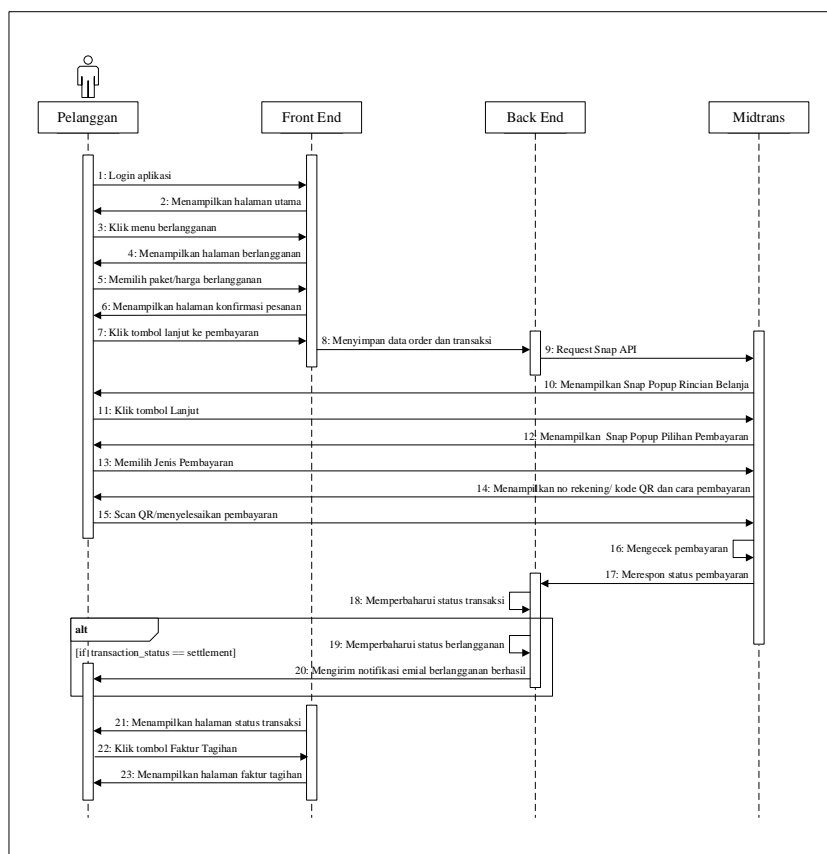 Pelanggan
Front End
Back End
Midtrans
1: Login aplikasi
2: Menampilkan halaman utama
3: Klik menu berlangganan
4: Menampilkan halaman berlangganan
5: Memilih paket/harga berlangganan
6: Menampilkan halaman konfirmasi pesanan
7: Klik tombol lanjut ke pembayaran
8: Menyimpan data order dan transaksi
9: Request Snap API
10: Menampilkan Snap Popup Rincian Belanja
11: Klik tombol Lanjut
12: Menampilkan Snap Popup Pilihan Pembayaran
13: Memilih Jenis Pembayaran
14: Menampilkan no rekening/ kode QR dan cara pembayaran
15: Scan QR/menyelesaikan pembayaran
16: Mengecek pembayaran
17: Merespon status pembayaran
18: Memperbaharui status transaksi
alt
19: Memperbaharui status berlangganan
[if transaction_status == settlement]
20: Mengirim notifikasi emial berlangganan berhasil
21: Menampilkan halaman status transaksi
22: Klik tombol Faktur Tagihan
23: Menampilkan halaman faktur tagihan